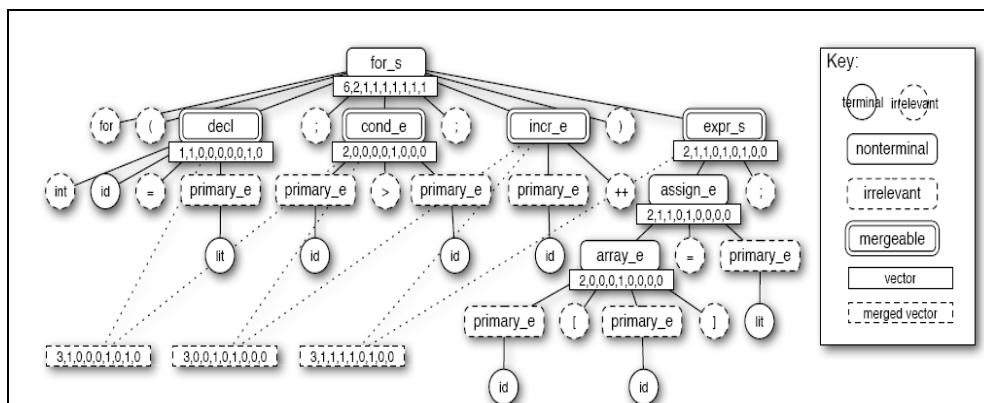 for_s
6,2,1,1,1,1,1,1,1
Key:
terminal irrelevant
nonterminal
irrelevant
mergeable
vector
merged vector
for ( decl ; cond_e ; incr_e ) expr_s
1,1,0,0,0,0,0,1,0 2,0,0,0,0,1,0,0,0 2,1,1,0,1,0,1,0,0
int id = primary_e primary_e > primary_e primary_e ++ assign_e ;
2,1,1,0,1,0,0,0,0
lit id id id array_e = primary_e
2,0,0,0,1,0,0,0,0
primary_e [ primary_e ] lit
3,1,0,0,0,1,0,1,0 3,0,0,1,0,1,0,0,0 3,1,1,1,1,0,1,0,0
id id